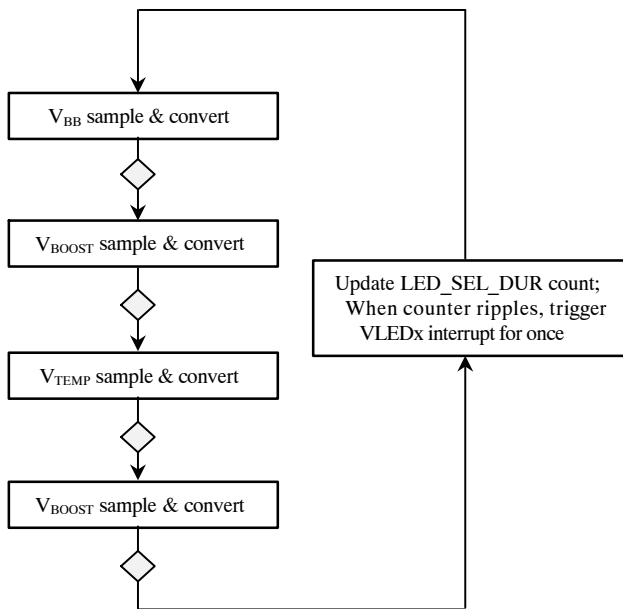 V_BB sample & convert
V_BOOST sample & convert
V_TEMP sample & convert
V_BOOST sample & convert
Update LED_SEL_DUR count;
When counter ripples, trigger
VLEDx interrupt for once